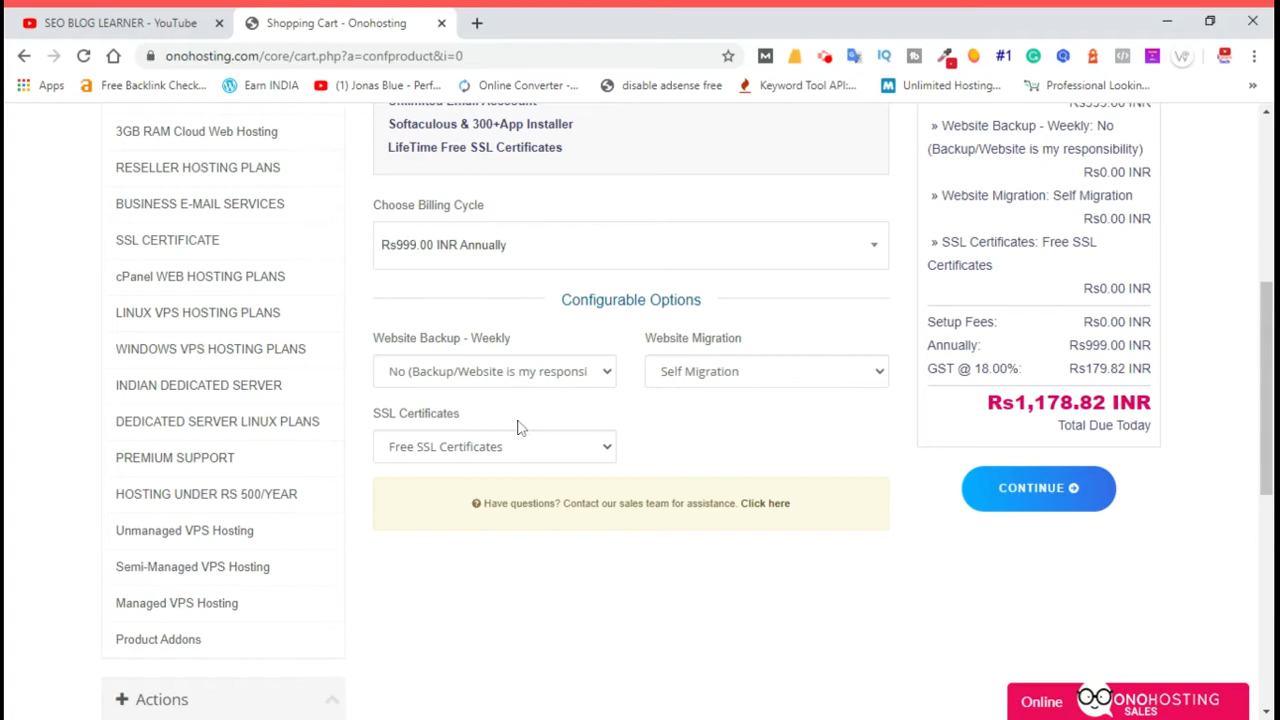 SEO BLOG LEARNER - YouTube
Shopping Cart - Onohosting
onohosting.com/core/cart.php?a=confproduct&i=0
Apps
Free Backlink Check...
Earn INDIA
(1) Jonas Blue - Perf...
Online Converter -...
disable adsense free
Keyword Tool API:...
Unlimited Hosting...
Professional Lookin...
#1
3GB RAM Cloud Web Hosting
RESELLER HOSTING PLANS
BUSINESS E-MAIL SERVICES
SSL CERTIFICATE
cPanel WEB HOSTING PLANS
LINUX VPS HOSTING PLANS
WINDOWS VPS HOSTING PLANS
INDIAN DEDICATED SERVER
DEDICATED SERVER LINUX PLANS
PREMIUM SUPPORT
HOSTING UNDER RS 500/YEAR
Unmanaged VPS Hosting
Semi-Managed VPS Hosting
Managed VPS Hosting
Product Addons
Actions
Unlimited Email Account
Softaculous & 300+App Installer
LifeTime Free SSL Certificates
Choose Billing Cycle
Rs999.00 INR Annually
Configurable Options
Website Backup - Weekly
Website Migration
No (Backup/Website is my responsi
Self Migration
SSL Certificates
Free SSL Certificates
Have questions? Contact our sales team for assistance. Click here
Rs999.00 INR
» Website Backup - Weekly: No
(Backup/Website is my responsibility)
Rs0.00 INR
» Website Migration: Self Migration
Rs0.00 INR
» SSL Certificates: Free SSL
Certificates
Rs0.00 INR
Setup Fees: Rs0.00 INR
Annually: Rs999.00 INR
GST @ 18.00%: Rs179.82 INR
Rs1,178.82 INR
Total Due Today
CONTINUE
Online
ONOHOSTING
SALES